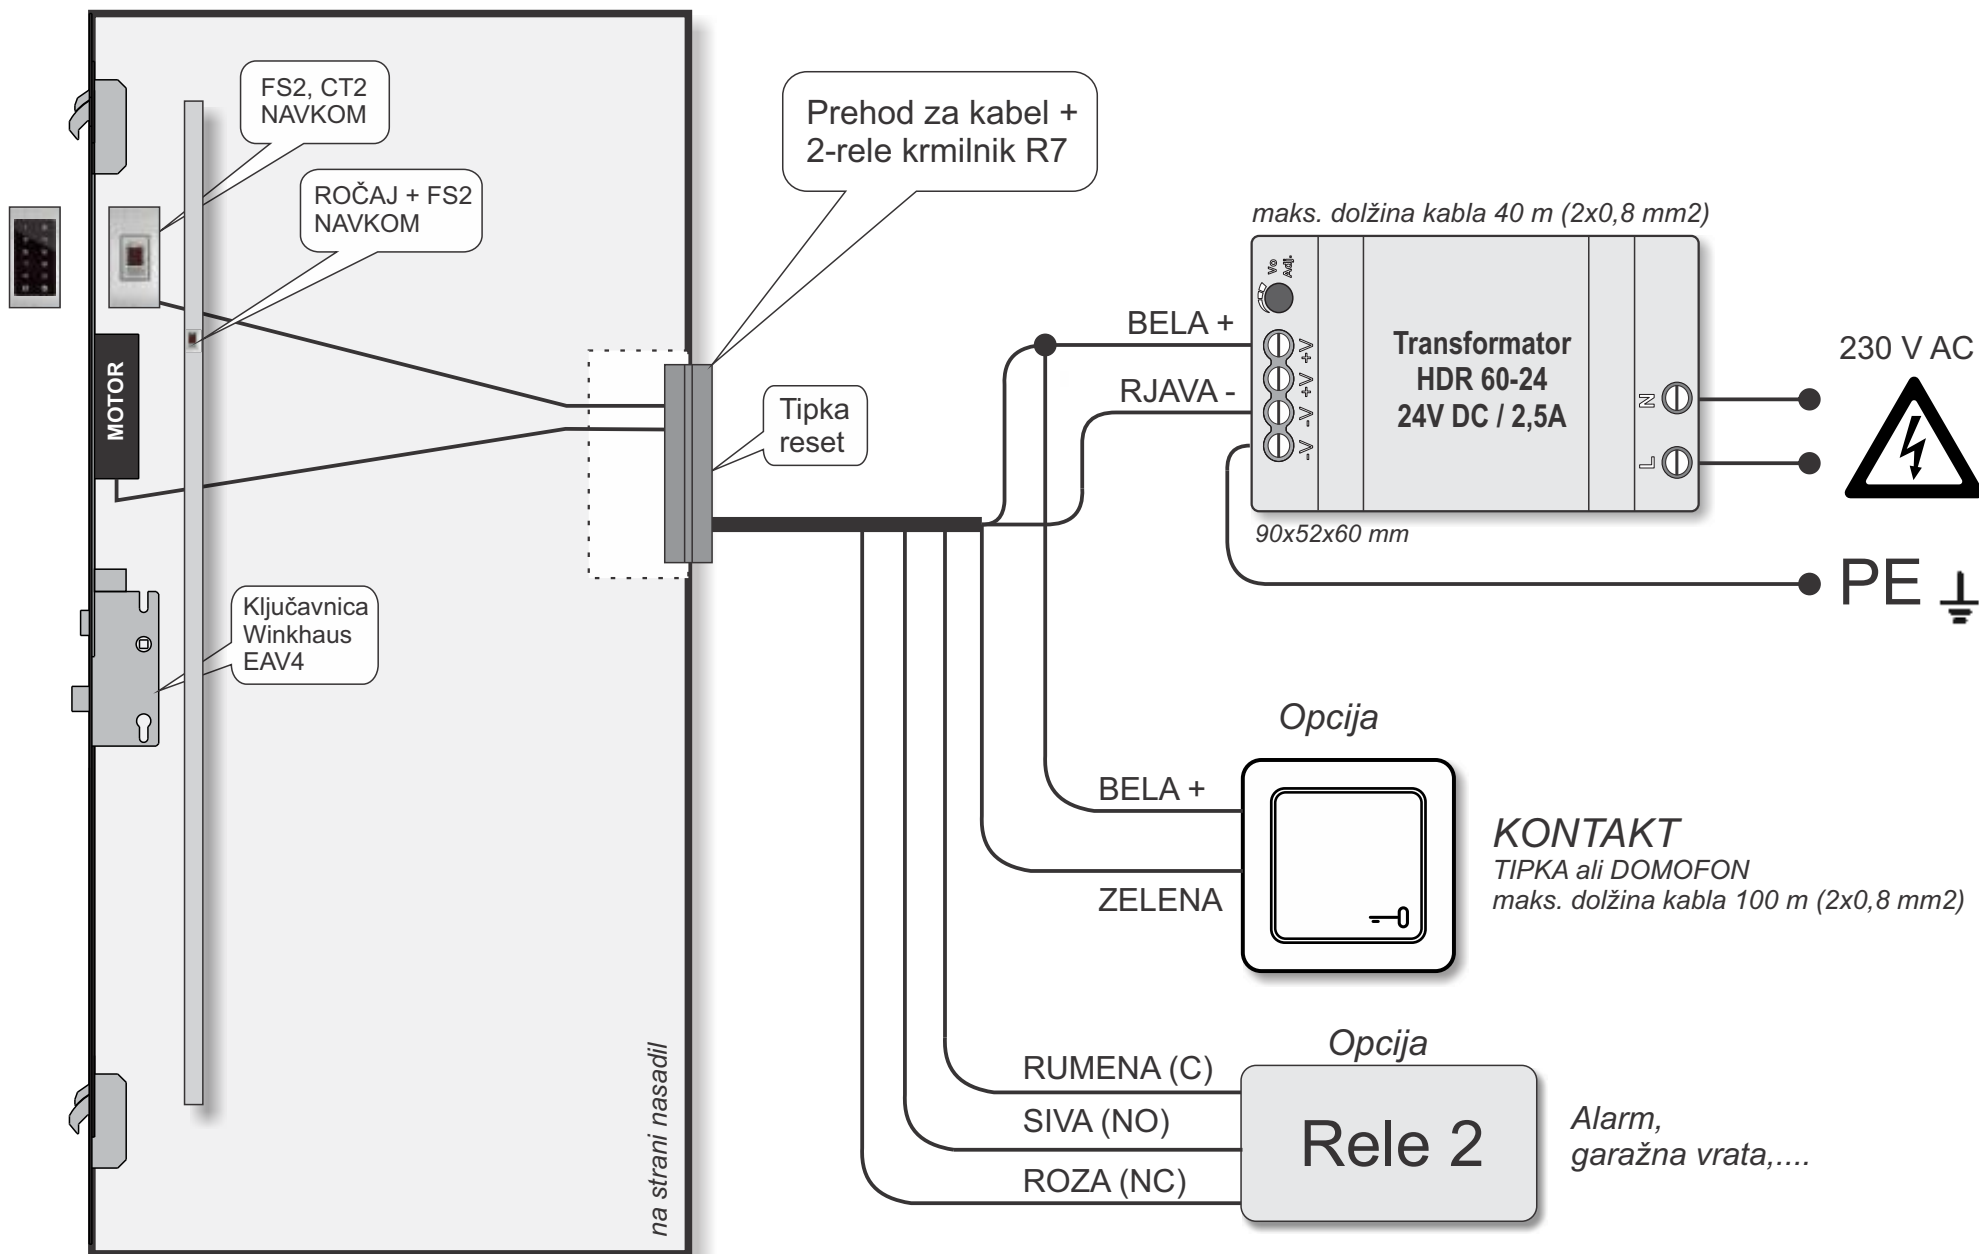 FS2, CT2
NAVKOM
ROČAJ + FS2
NAVKOM
Prehod za kabel +
2-rele krmilnik R7
maks. dolžina kabla 40 m (2x0,8 mm2)
Vo
Adj.
BELA +
RJAVA -
+V
+V
-V
-V
Transformator
HDR 60-24
24V DC / 2,5A
N
L
230 V AC
90x52x60 mm
PE
MOTOR
Tipka
reset
Ključavnica
Winkhaus
EAV4
Opcija
BELA +
ZELENA
KONTAKT
TIPKA ali DOMOFON
maks. dolžina kabla 100 m (2x0,8 mm2)
na strani nasadil
Opcija
RUMENA (C)
SIVA (NO)
ROZA (NC)
Rele 2
Alarm,
garažna vrata,....